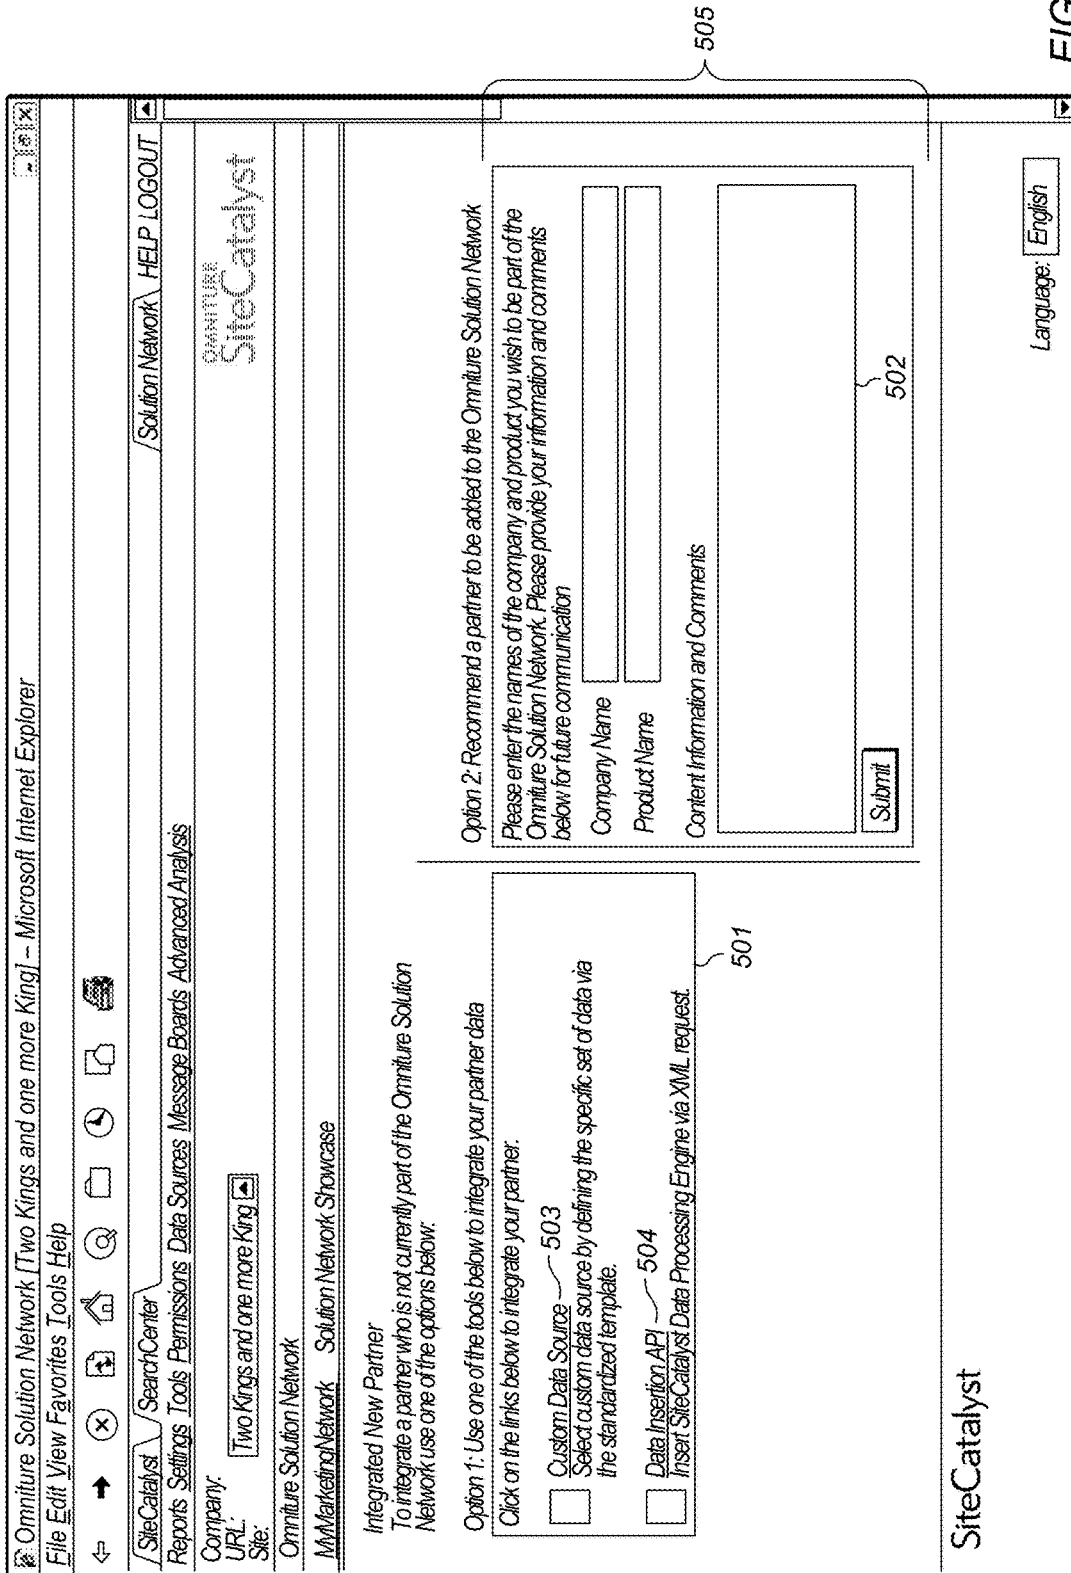 Omniture Solution Network [Two Kings and one more King] – Microsoft Internet Explorer
File Edit View Favorites Tools Help
SiteCatalyst SearchCenter Solution Network HELP LOGOUT
Reports Settings Tools Permissions Data Sources Message Boards Advanced Analysis
Company:
URL:
Site:
Two Kings and one more King
OMNITURE
SiteCatalyst
Omniture Solution Network
MyMarketingNetwork Solution Network Showcase
Integrated New Partner
To integrate a partner who is not currently part of the Omniture Solution
Network use one of the options below:
Option 1: Use one of the tools below to integrate your partner data
Click on the links below to integrate your partner.
Custom Data Source 503
Select custom data source by defining the specific set of data via
the standardized template.
Data Insertion API 504
Insert SiteCatalyst Data Processing Engine via XML request.
501
Option 2: Recommend a partner to be added to the Omniture Solution Network
Please enter the names of the company and product you wish to be part of the
Omniture Solution Network. Please provide your information and comments
below for future communication
Company Name
Product Name
Content Information and Comments
502
Submit
505
SiteCatalyst
Language: English
FIG